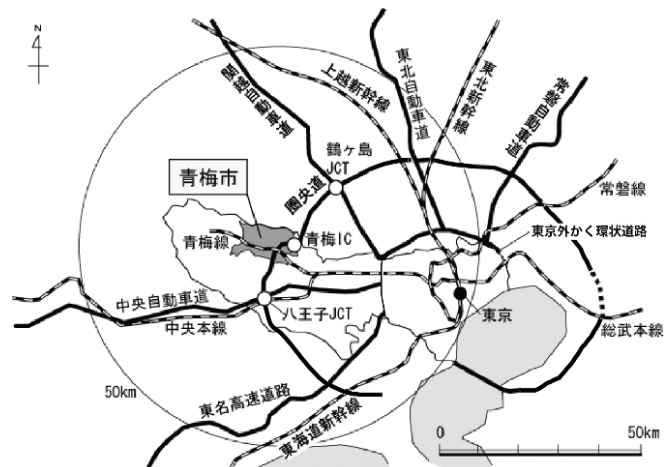 Z
関越自動車道
上越新幹線
東北自動車道
東北新幹線
常磐自動車道
鶴ヶ島
JCT
圏央道
青梅市
常磐線
東京外かく環状道路
青梅線
青梅IC
中央自動車道
中央本線
八王子JCT
東京
総武本線
50km
東名高速道路
東海道新幹線
0
50km